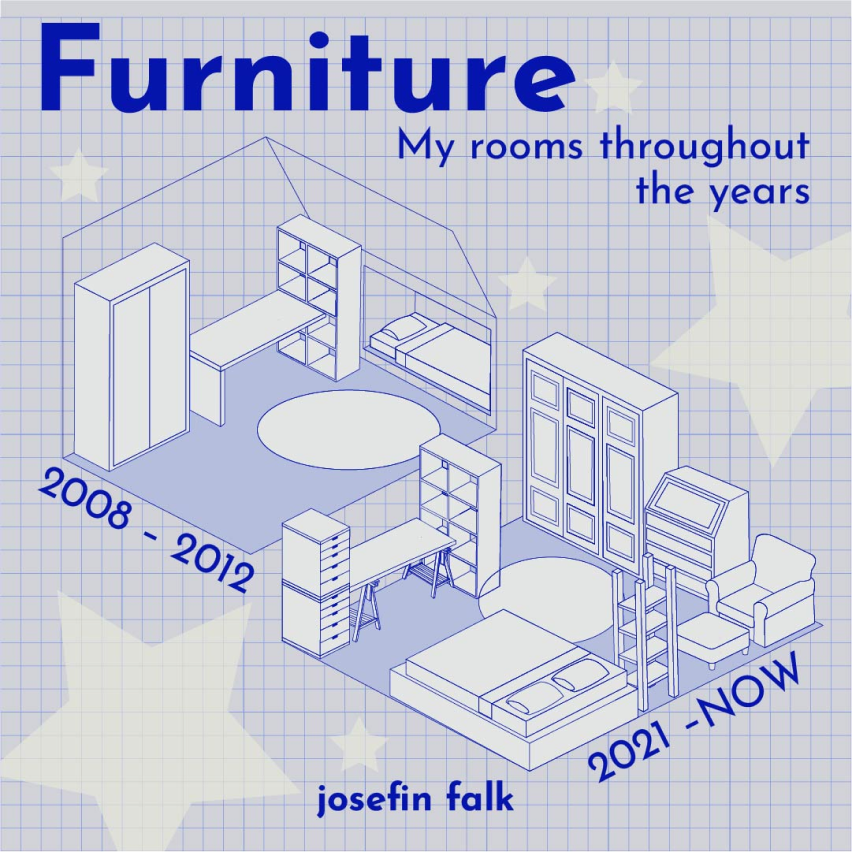 Furniture
My rooms throughout
the years
2008 - 2012
2021 -NOW
josefin falk